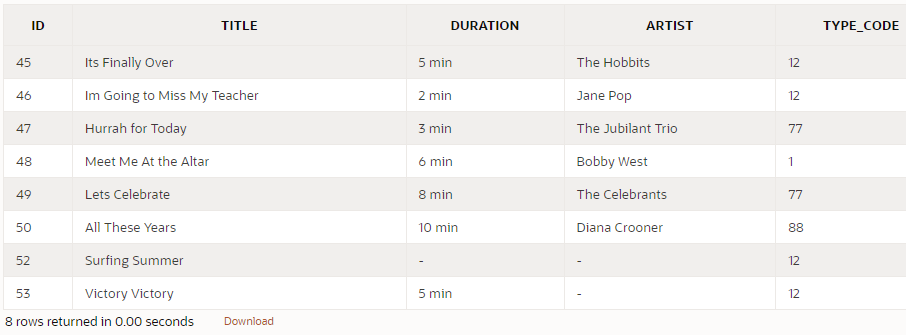 ID TITLE DURATION ARTIST TYPE_CODE
45 Its Finally Over 5 min The Hobbits 12
46 Im Going to Miss My Teacher 2 min Jane Pop 12
47 Hurrah for Today 3 min The Jubilant Trio 77
48 Meet Me At the Altar 6 min Bobby West 1
49 Lets Celebrate 8 min The Celebrants 77
50 All These Years 10 min Diana Crooner 88
52 Surfing Summer - - 12
53 Victory Victory 5 min - 12
8 rows returned in 0.00 seconds Download